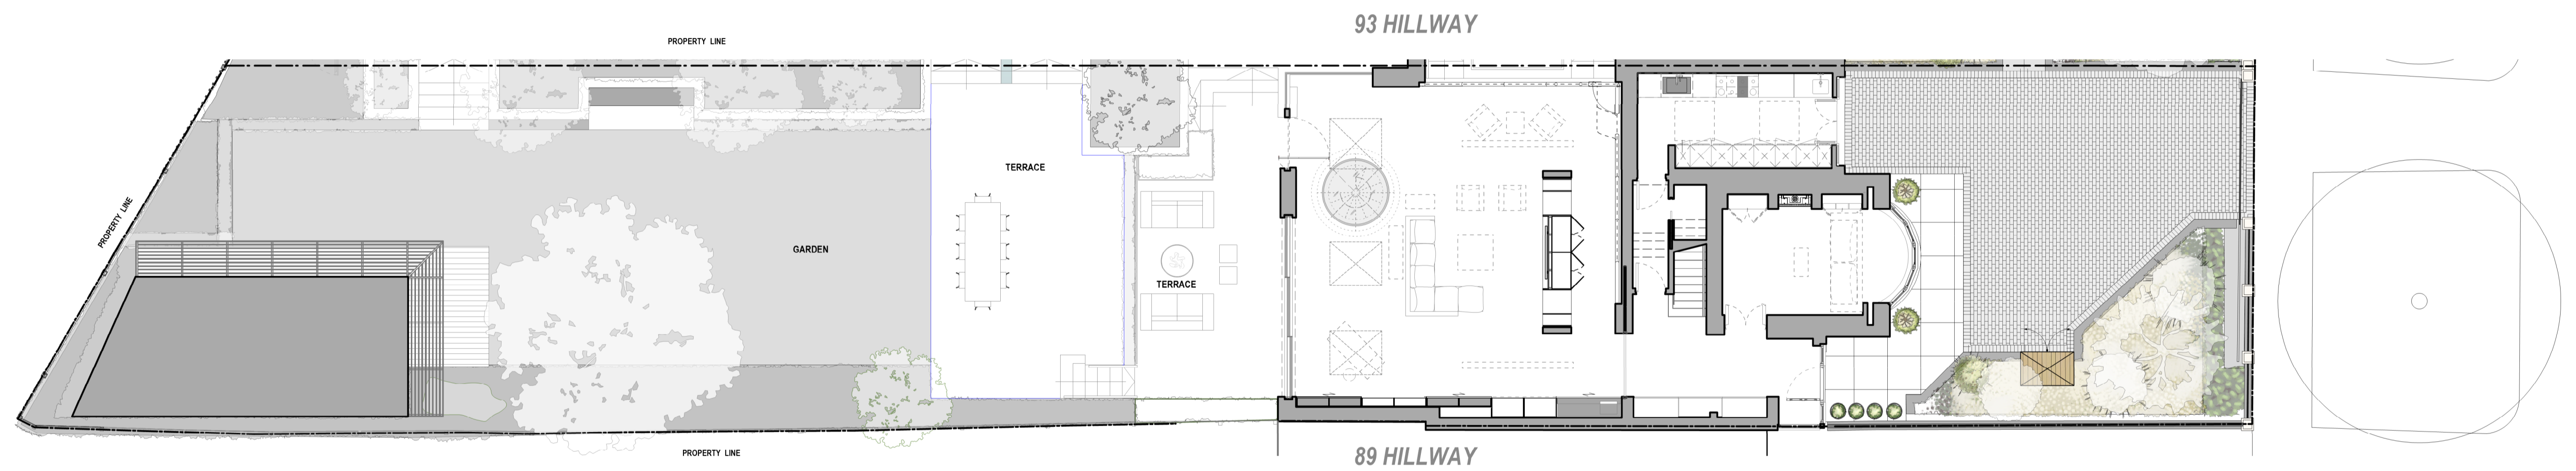 93 HILLWAY
PROPERTY LINE
TERRACE
PROPERTY LINE
GARDEN
TERRACE
PROPERTY LINE
89 HILLWAY